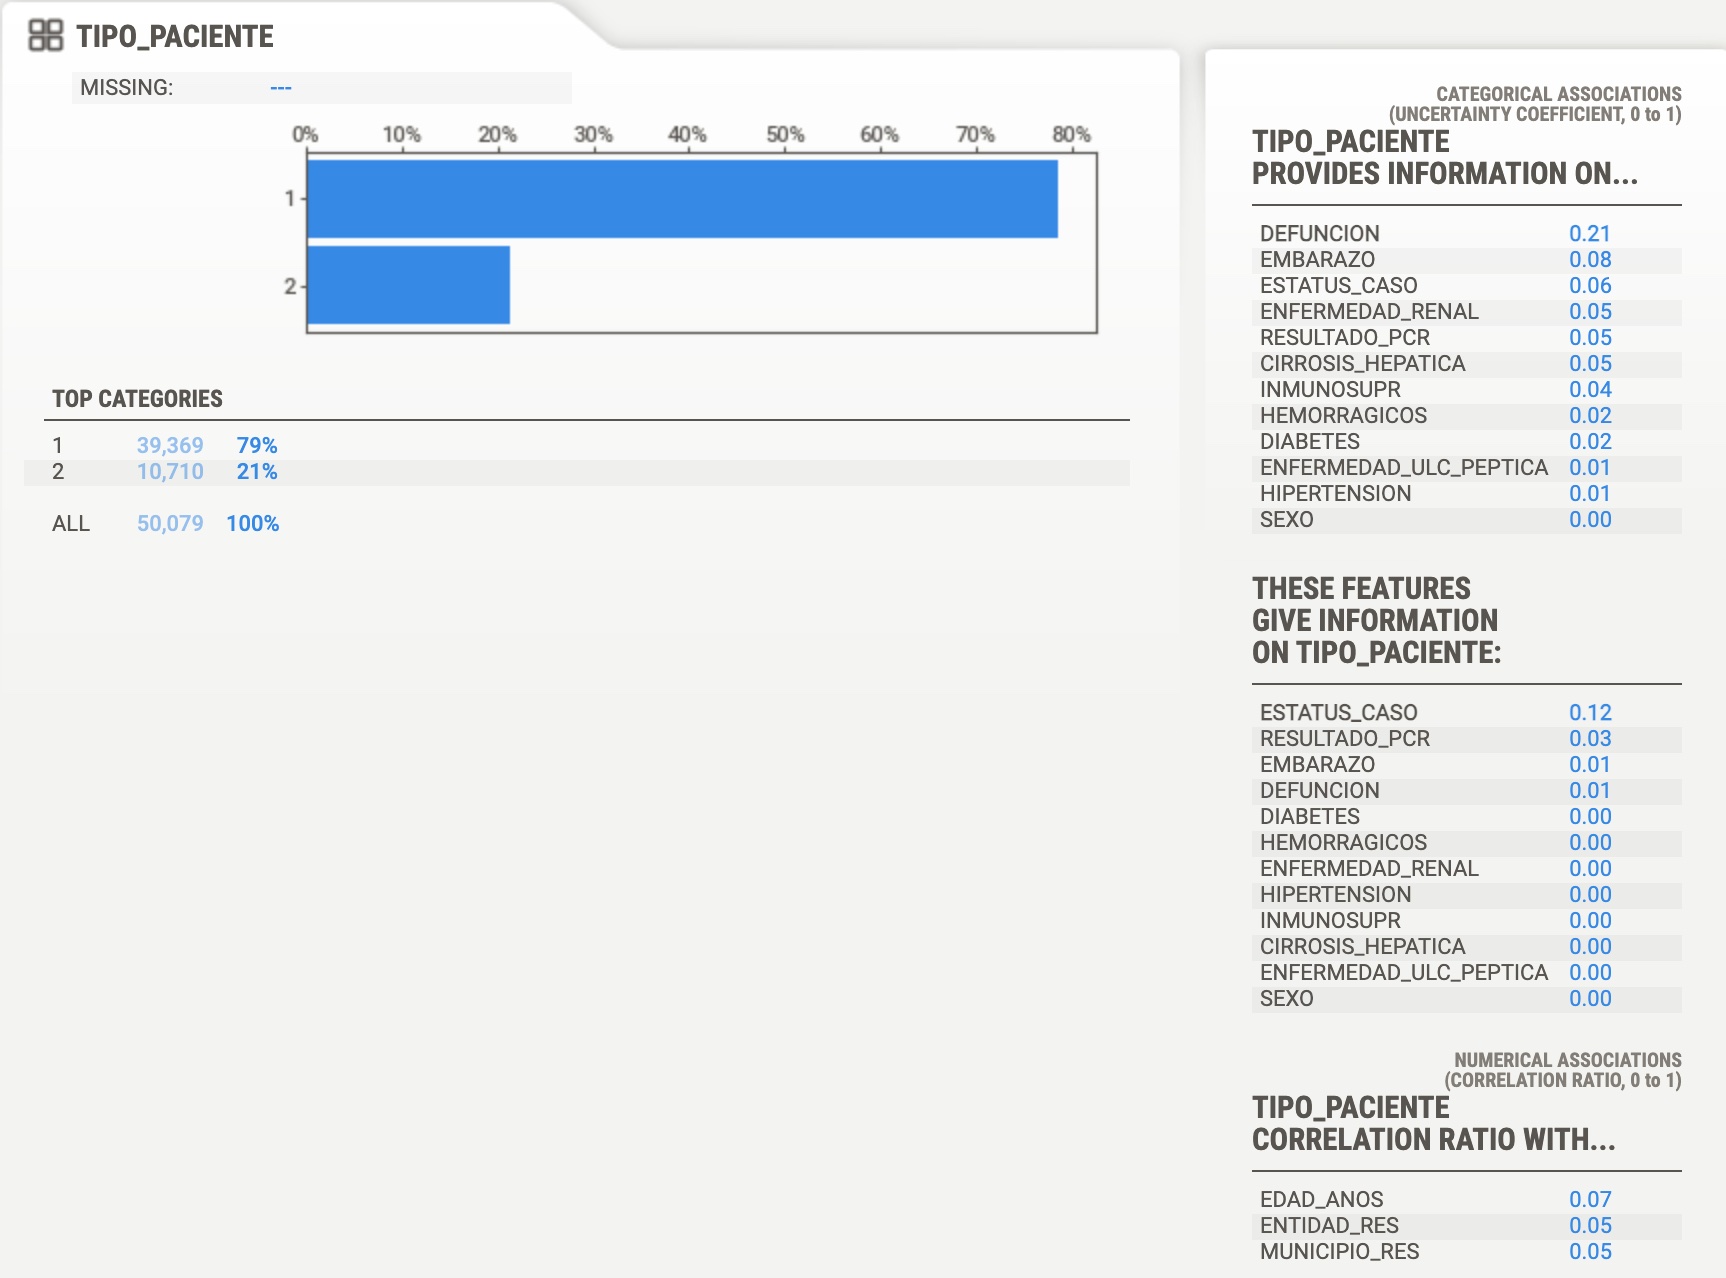 TIPO_PACIENTE
MISSING: ---
0% 10% 20% 30% 40% 50% 60% 70% 80%
1
2
TOP CATEGORIES
1 39,369 79%
2 10,710 21%
ALL 50,079 100%
CATEGORICAL ASSOCIATIONS
(UNCERTAINTY COEFFICIENT, 0 to 1)
TIPO_PACIENTE
PROVIDES INFORMATION ON...
DEFUNCION 0.21
EMBARAZO 0.08
ESTATUS_CASO 0.06
ENFERMEDAD_RENAL 0.05
RESULTADO_PCR 0.05
CIRROSIS_HEPATICA 0.05
INMUNOSUPR 0.04
HEMORRAGICOS 0.02
DIABETES 0.02
ENFERMEDAD_ULC_PEPTICA 0.01
HIPERTENSION 0.01
SEXO 0.00
THESE FEATURES
GIVE INFORMATION
ON TIPO_PACIENTE:
ESTATUS_CASO 0.12
RESULTADO_PCR 0.03
EMBARAZO 0.01
DEFUNCION 0.01
DIABETES 0.00
HEMORRAGICOS 0.00
ENFERMEDAD_RENAL 0.00
HIPERTENSION 0.00
INMUNOSUPR 0.00
CIRROSIS_HEPATICA 0.00
ENFERMEDAD_ULC_PEPTICA 0.00
SEXO 0.00
NUMERICAL ASSOCIATIONS
(CORRELATION RATIO, 0 to 1)
TIPO_PACIENTE
CORRELATION RATIO WITH...
EDAD_ANOS 0.07
ENTIDAD_RES 0.05
MUNICIPIO_RES 0.05